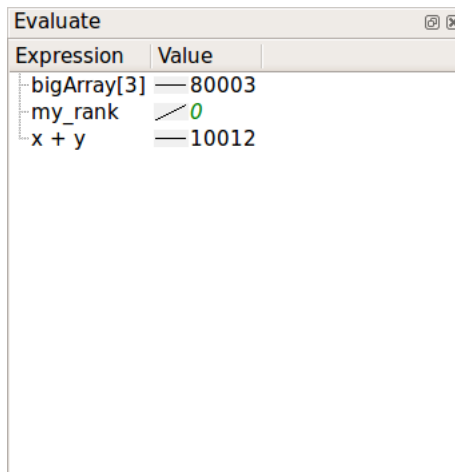 Evaluate
Expression Value
bigArray[3] 80003
my_rank 0
x + y 10012